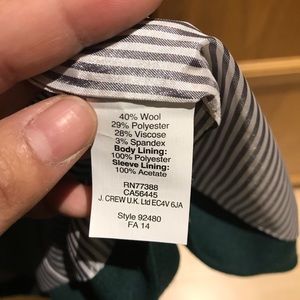 40% Wool
29% Polyester
28% Viscose
3% Spandex
Body Lining:
100% Polyester
Sleeve Lining:
100% Acetate
RN77388
CA56445
J. CREW U.K. Ltd EC4V 6JA
Style 92480
FA 14